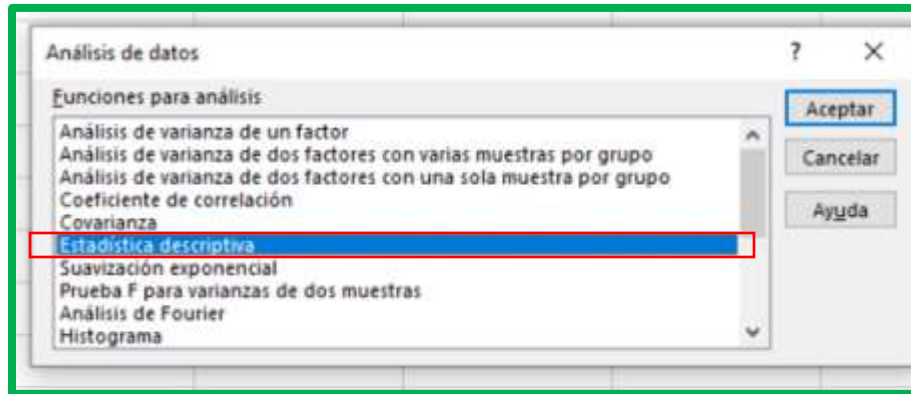 Análisis de datos
Funciones para análisis
Análisis de varianza de un factor
Análisis de varianza de dos factores con varias muestras por grupo
Análisis de varianza de dos factores con una sola muestra por grupo
Coeficiente de correlación
Covarianza
Estadística descriptiva
Suavización exponencial
Prueba F para varianzas de dos muestras
Análisis de Fourier
Histograma
Aceptar
Cancelar
Ayuda